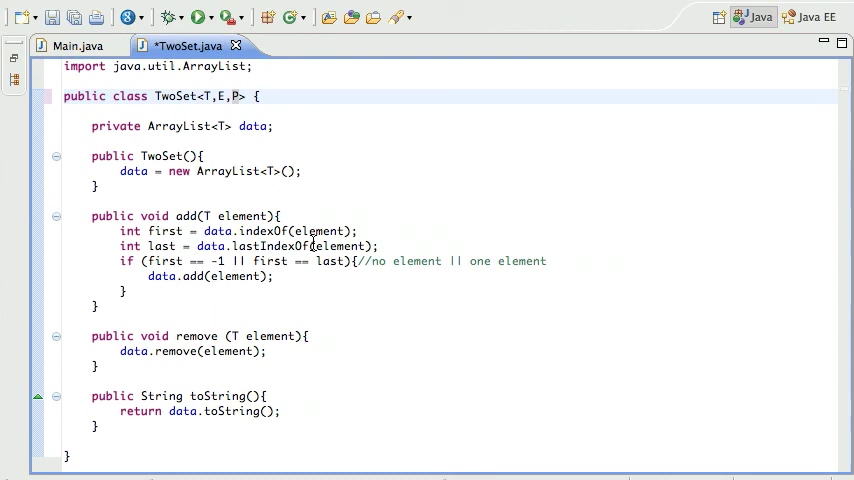 Java
Java EE
Main.java
*TwoSet.java
import java.util.ArrayList;
public class TwoSet<T,E,P> {
private ArrayList<T> data;
public TwoSet(){
data = new ArrayList<T>();
}
public void add(T element){
int first = data.indexOf(element);
int last = data.lastIndexOf(element);
if (first == -1 || first == last){//no element || one element
data.add(element);
}
}
public void remove (T element){
data.remove(element);
}
public String toString(){
return data.toString();
}
}